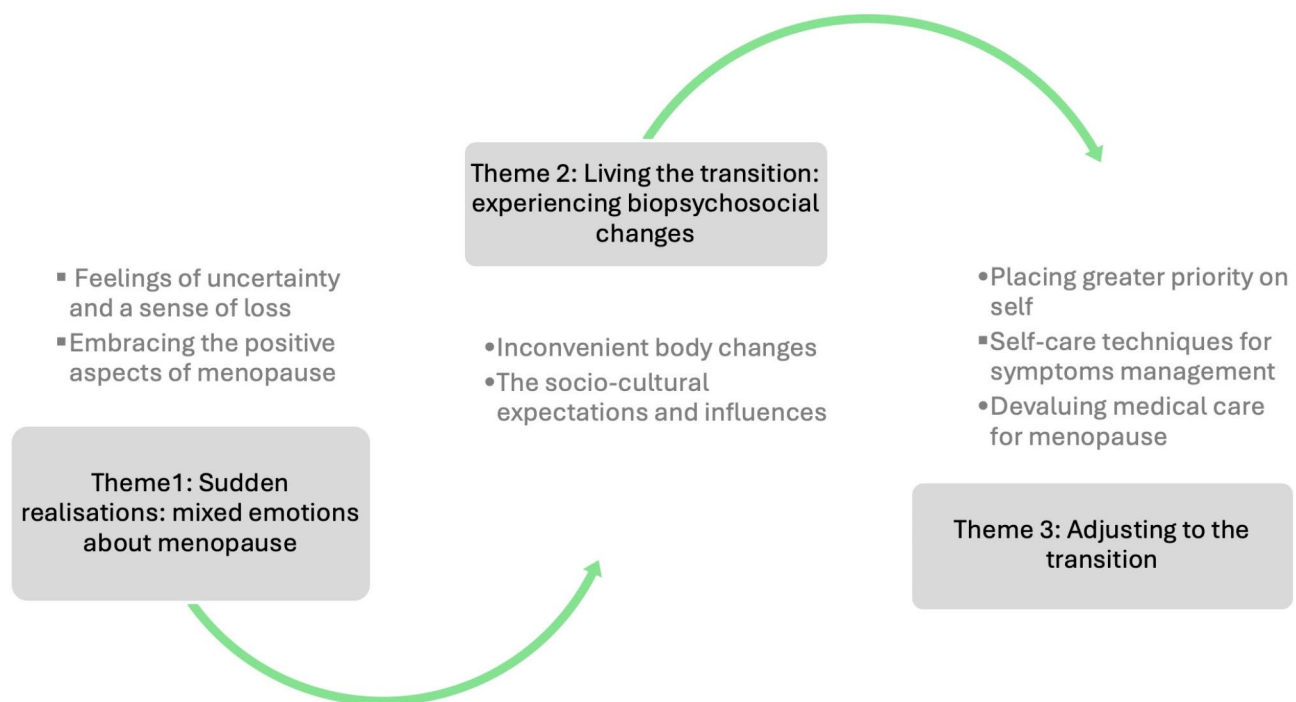 ▪ Feelings of uncertainty
and a sense of loss
▪Embracing the positive
aspects of menopause
Theme1: Sudden
realisations: mixed emotions
about menopause
Theme 2: Living the transition:
experiencing biopsychosocial
changes
•Inconvenient body changes
•The socio-cultural
expectations and influences
•Placing greater priority on
self
▪Self-care techniques for
symptoms management
•Devaluing medical care
for menopause
Theme 3: Adjusting to the
transition